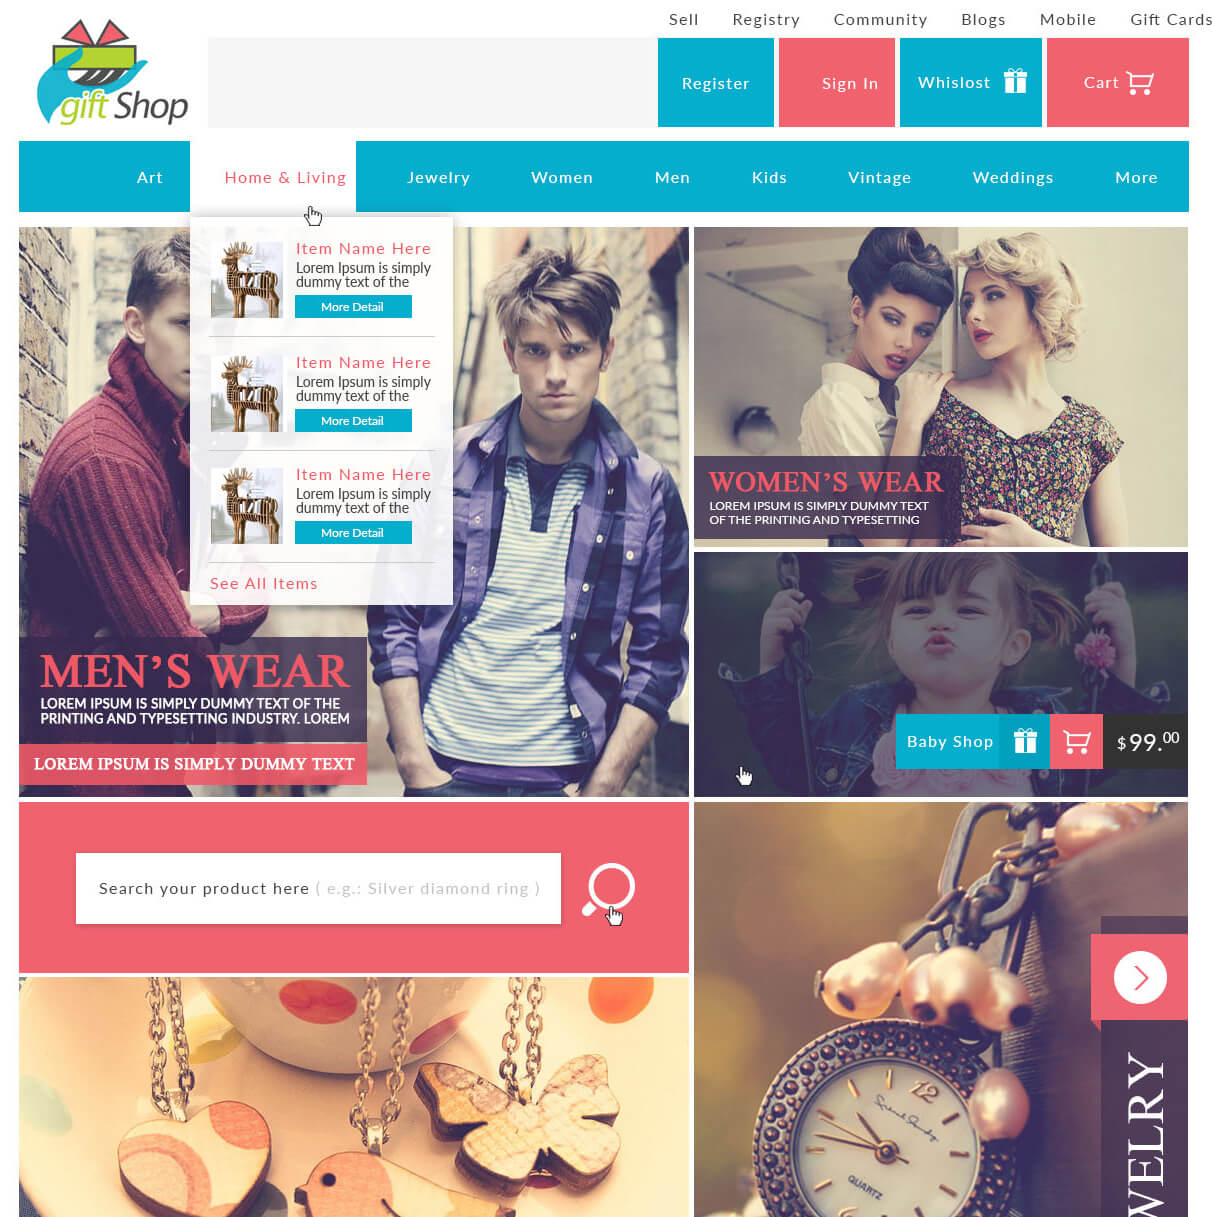 Sell Registry Community Blogs Mobile Gift Cards
gift Shop
Register Sign In Whislost Cart
Art Home & Living Jewelry Women Men Kids Vintage Weddings More
Item Name Here
Lorem Ipsum is simply
dummy text of the
More Detail
Item Name Here
Lorem Ipsum is simply
dummy text of the
More Detail
Item Name Here
Lorem Ipsum is simply
dummy text of the
More Detail
See All Items
MEN'S WEAR
LOREM IPSUM IS SIMPLY DUMMY TEXT OF THE
PRINTING AND TYPESETTING INDUSTRY. LOREM
LOREM IPSUM IS SIMPLY DUMMY TEXT
WOMEN'S WEAR
LOREM IPSUM IS SIMPLY DUMMY TEXT
OF THE PRINTING AND TYPESETTING
Baby Shop $99.00
Search your product here ( e.g.: Silver diamond ring )
12
QUARTZ
WELRY